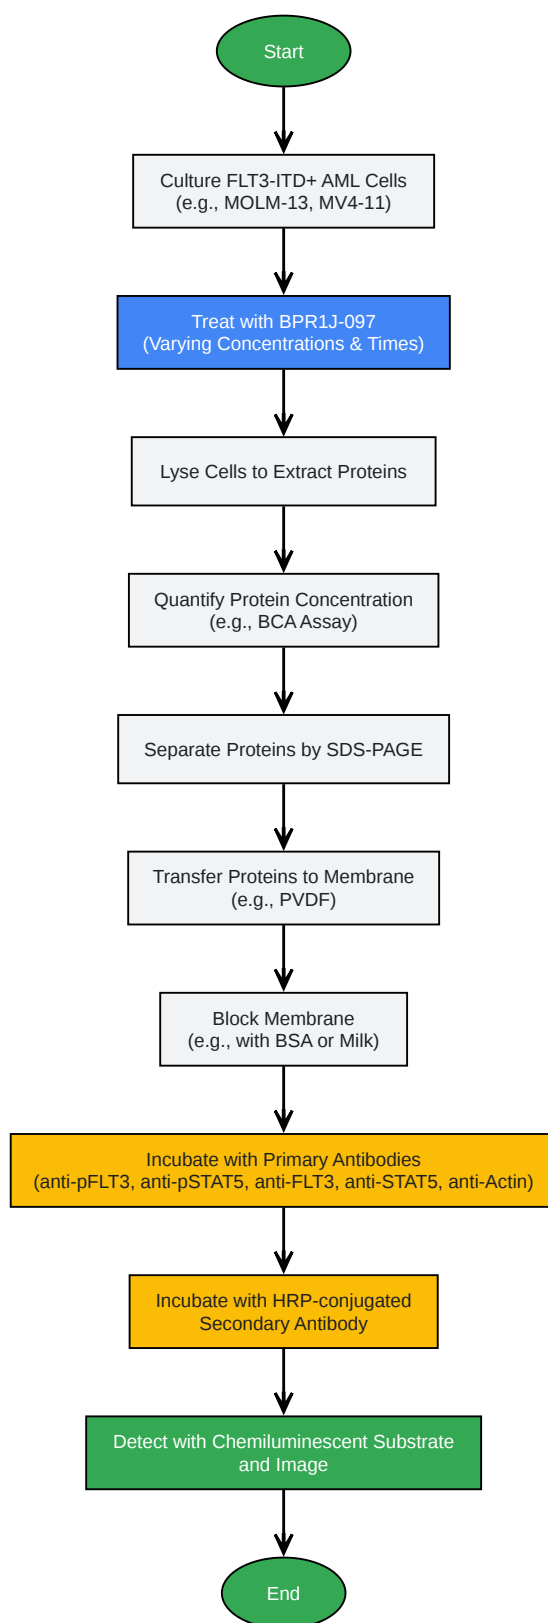 Start
Culture FLT3-ITD+ AML Cells
(e.g., MOLM-13, MV4-11)
Treat with BPR1J-097
(Varying Concentrations & Times)
Lyse Cells to Extract Proteins
Quantify Protein Concentration
(e.g., BCA Assay)
Separate Proteins by SDS-PAGE
Transfer Proteins to Membrane
(e.g., PVDF)
Block Membrane
(e.g., with BSA or Milk)
Incubate with Primary Antibodies
(anti-pFLT3, anti-pSTAT5, anti-FLT3, anti-STAT5, anti-Actin)
Incubate with HRP-conjugated
Secondary Antibody
Detect with Chemiluminescent Substrate
and Image
End